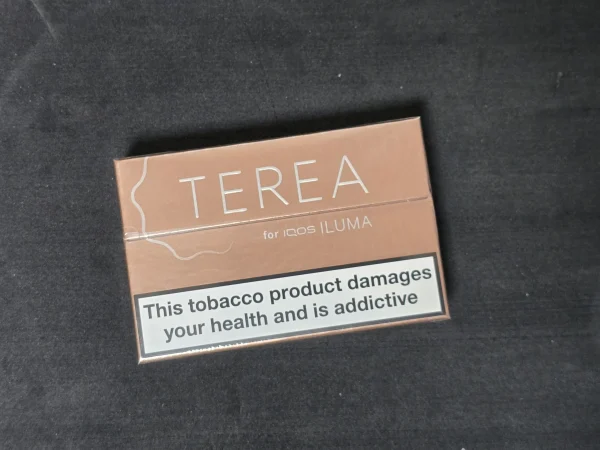 TEREA
for IQOS ILUMA
This tobacco product damages
your health and is addictive